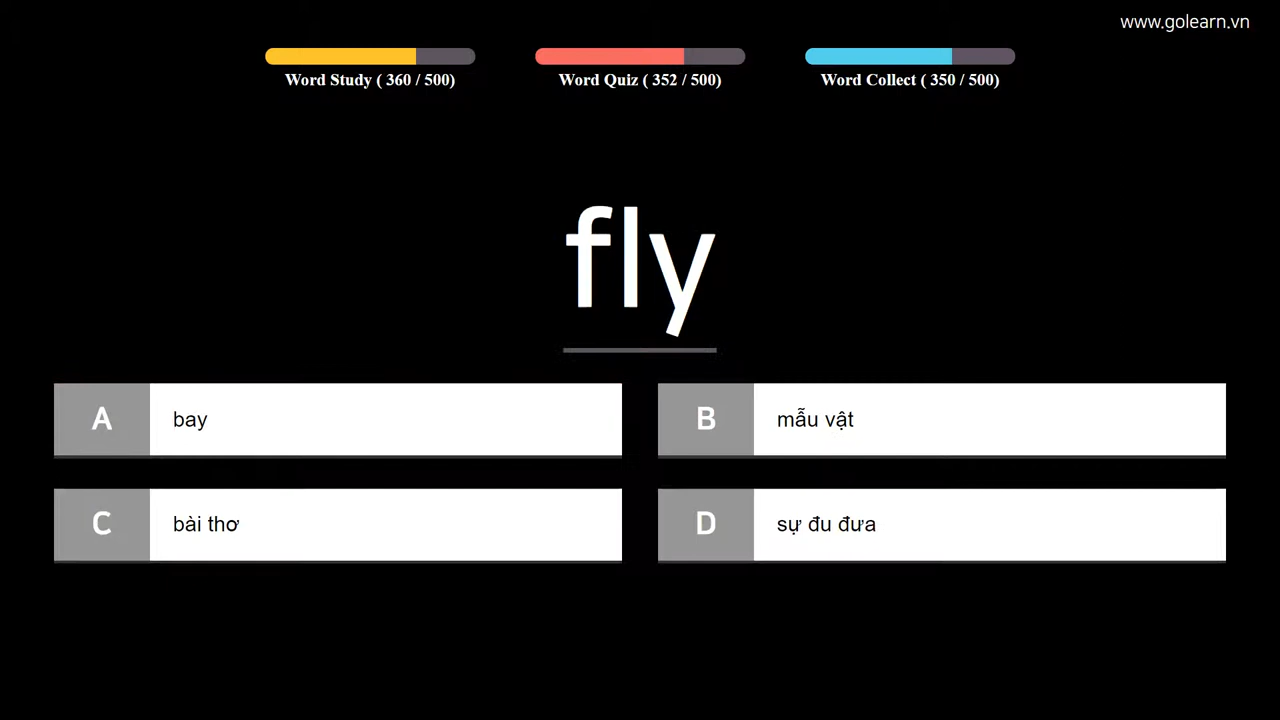 www.golearn.vn
Word Study ( 360 / 500)
Word Quiz ( 352 / 500)
Word Collect ( 350 / 500)
fly
A bay
B mẫu vật
C bài thơ
D sự đu đưa